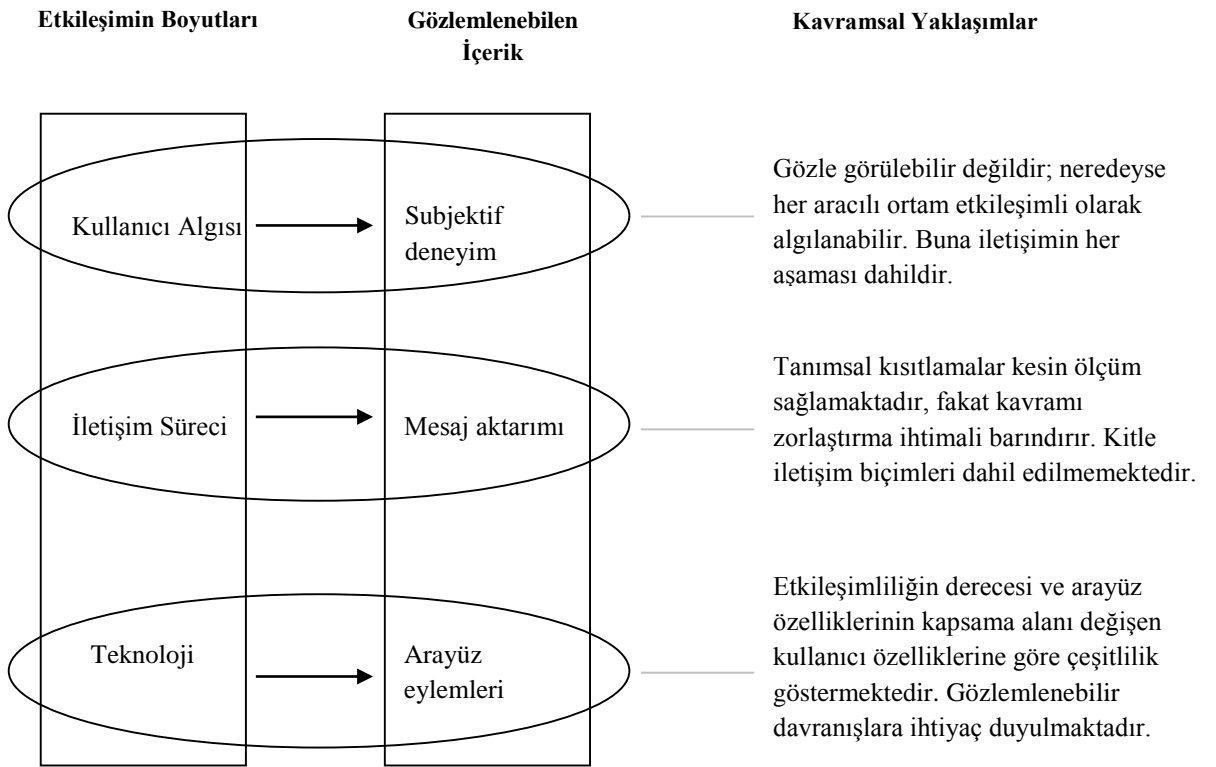 Etkileşimin Boyutları
Gözlemlenebilen
İçerik
Kavramsal Yaklaşımlar
Kullanıcı Algısı
Subjektif
deneyim
Gözle görülebilir değildir; neredeyse
her aracılı ortam etkileşimli olarak
algılanabilir. Buna iletişimin her
aşaması dahildir.
İletişim Süreci
Mesaj aktarımı
Tanımsal kısıtlamalar kesin ölçüm
sağlamaktadır, fakat kavramı
zorlaştırma ihtimali barındırır. Kitle
iletişim biçimleri dahil edilmemektedir.
Teknoloji
Arayüz
eylemleri
Etkileşimliliğin derecesi ve arayüz
özelliklerinin kapsama alanı değişen
kullanıcı özelliklerine göre çeşitlilik
göstermektedir. Gözlemlenebilir
davranışlara ihtiyaç duyulmaktadır.